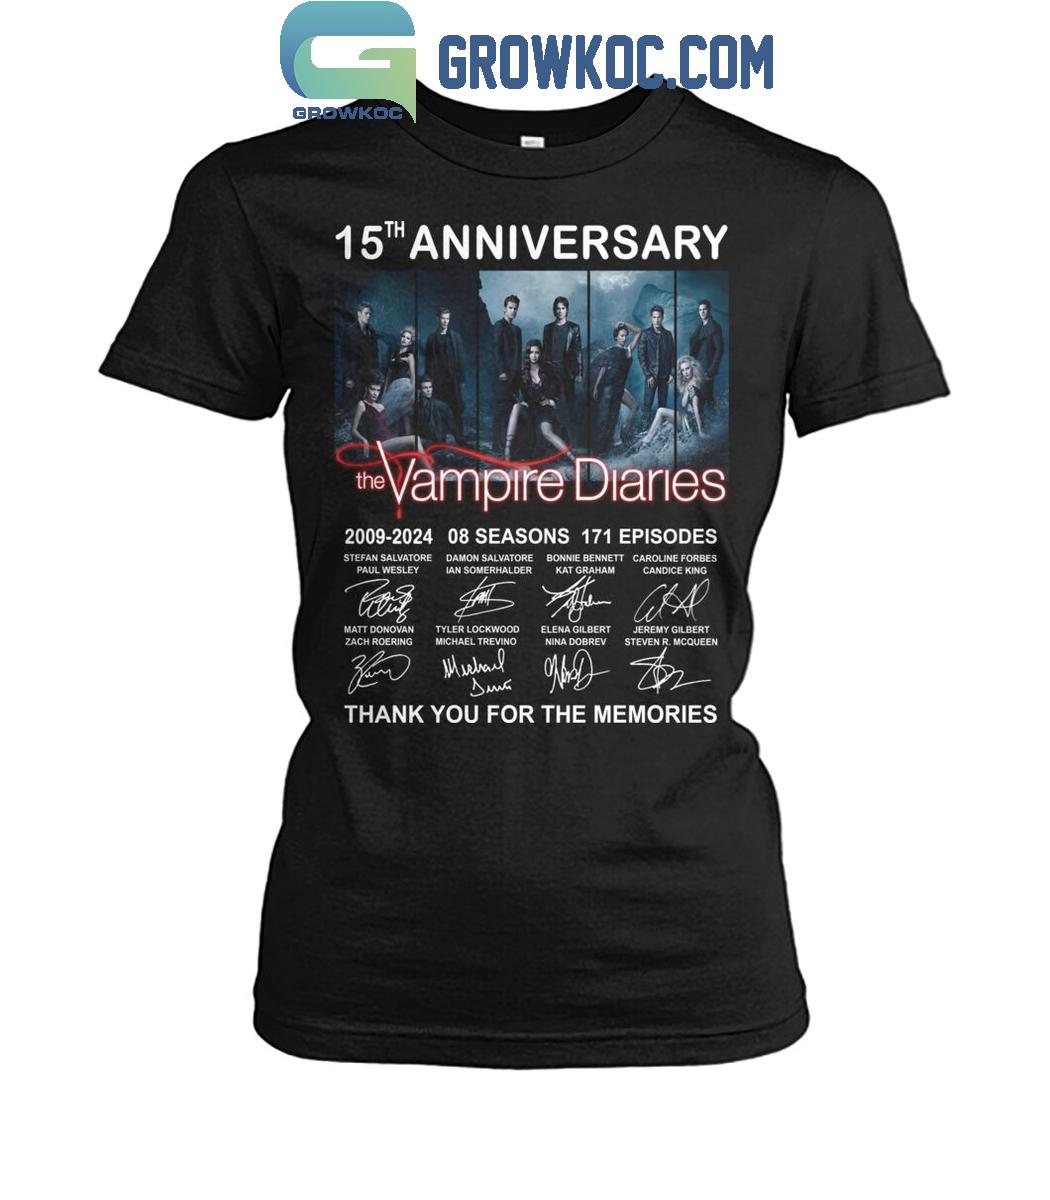 GROWKOC.COM
GROWKOC
15TH ANNIVERSARY
the Vampire Diaries
2009-2024 08 SEASONS 171 EPISODES
STEFAN SALVATORE DAMON SALVATORE BONNIE BENNETT CAROLINE FORBES
PAUL WESLEY IAN SOMERHALDER KAT GRAHAM CANDICE KING
MATT DONOVAN TYLER LOCKWOOD ELENA GILBERT JEREMY GILBERT
ZACH ROERING MICHAEL TREVINO NINA DOBREV STEVEN R. MCQUEEN
THANK YOU FOR THE MEMORIES